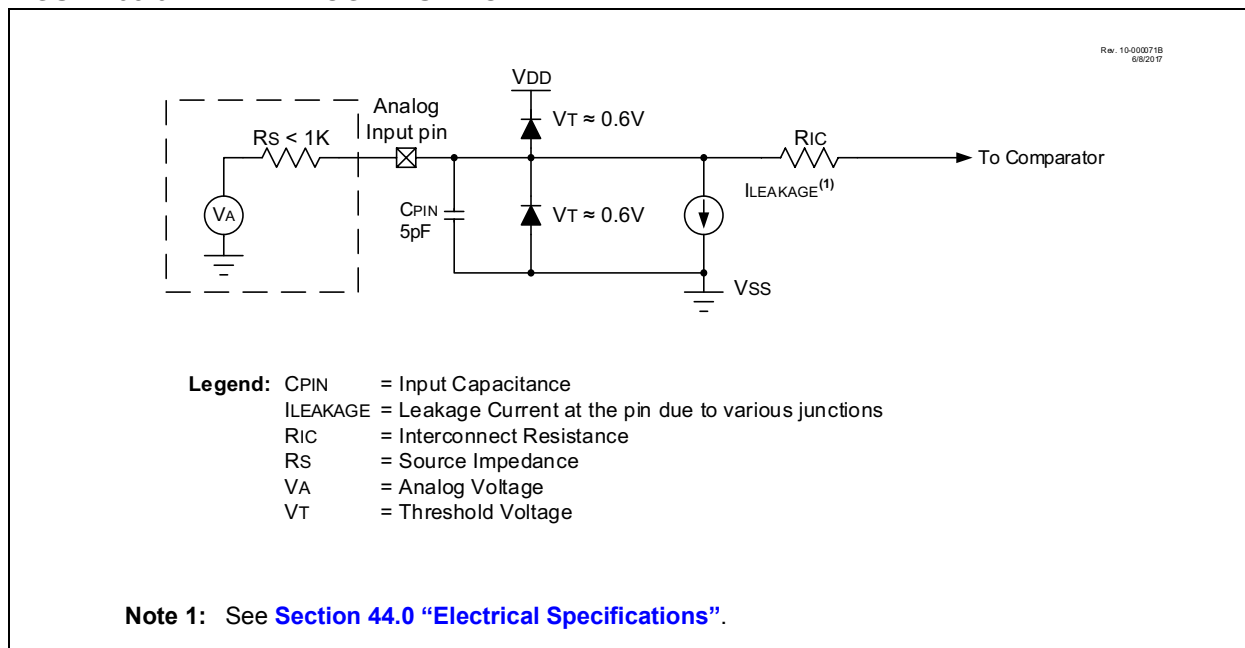 Rev. 10-000071B
6/8/2017
VDD
Analog
Input pin
VT ≈ 0.6V
RS < 1K
RIC
To Comparator
ILEAKAGE(1)
VA
CPIN
5pF
VT ≈ 0.6V
VSS
Legend: CPIN = Input Capacitance
ILEAKAGE = Leakage Current at the pin due to various junctions
RIC = Interconnect Resistance
RS = Source Impedance
VA = Analog Voltage
VT = Threshold Voltage
Note 1: See Section 44.0 “Electrical Specifications”.